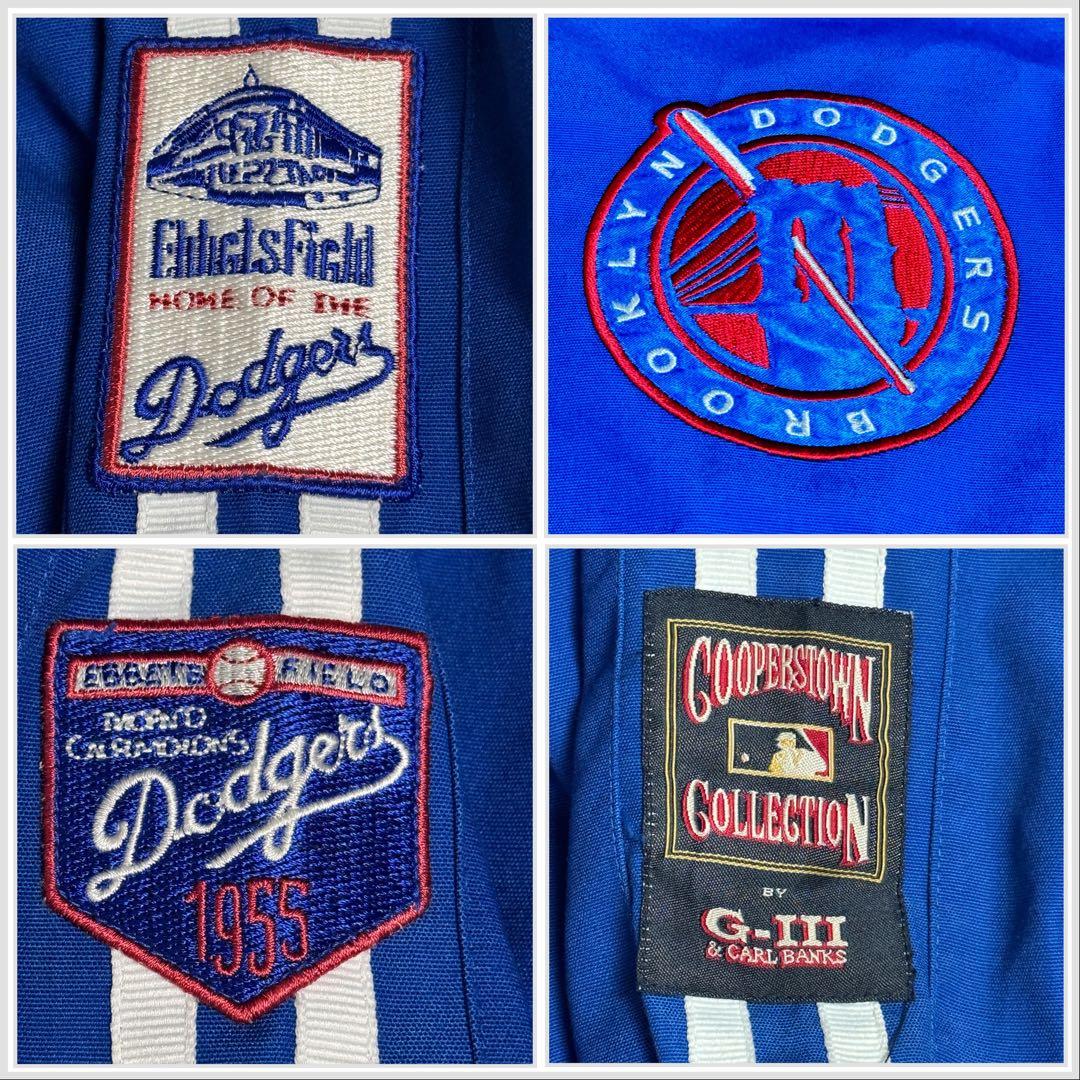 Ebbets Field
HOME OF THE
Dodgers
BROOKLYN DODGERS
EBBETS FIELD
WORLD
CHAMPIONS
Dodgers
1955
COOPERSTOWN
COLLECTION
BY
G-III
& CARL BANKS